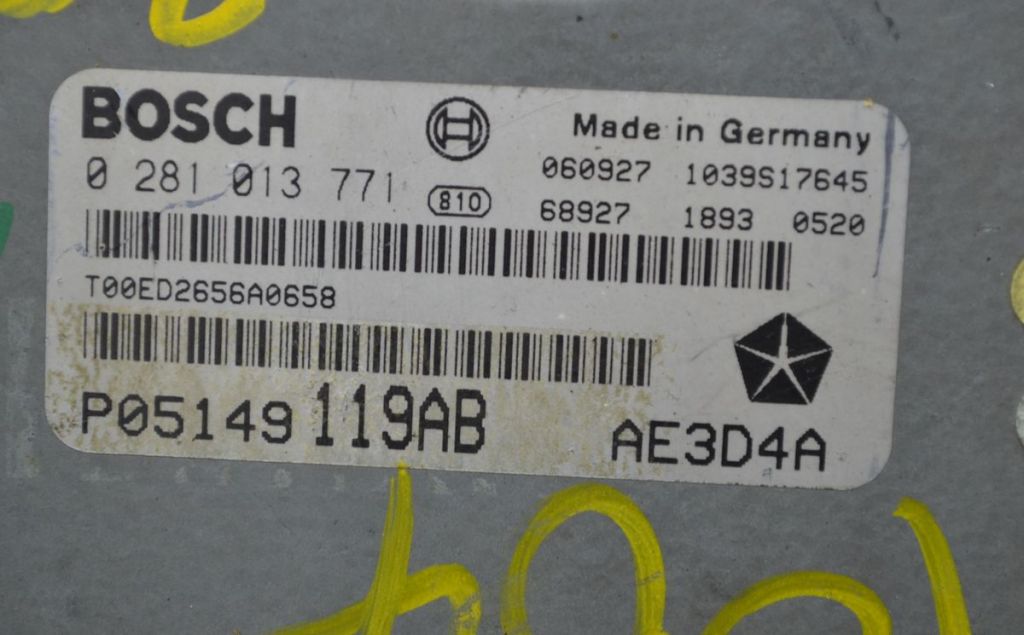 BOSCH
Made in Germany
0 281 013 771
810
060927 1039S17645
68927 1893 0520
T00ED2656A0658
P05149119AB
AE3D4A